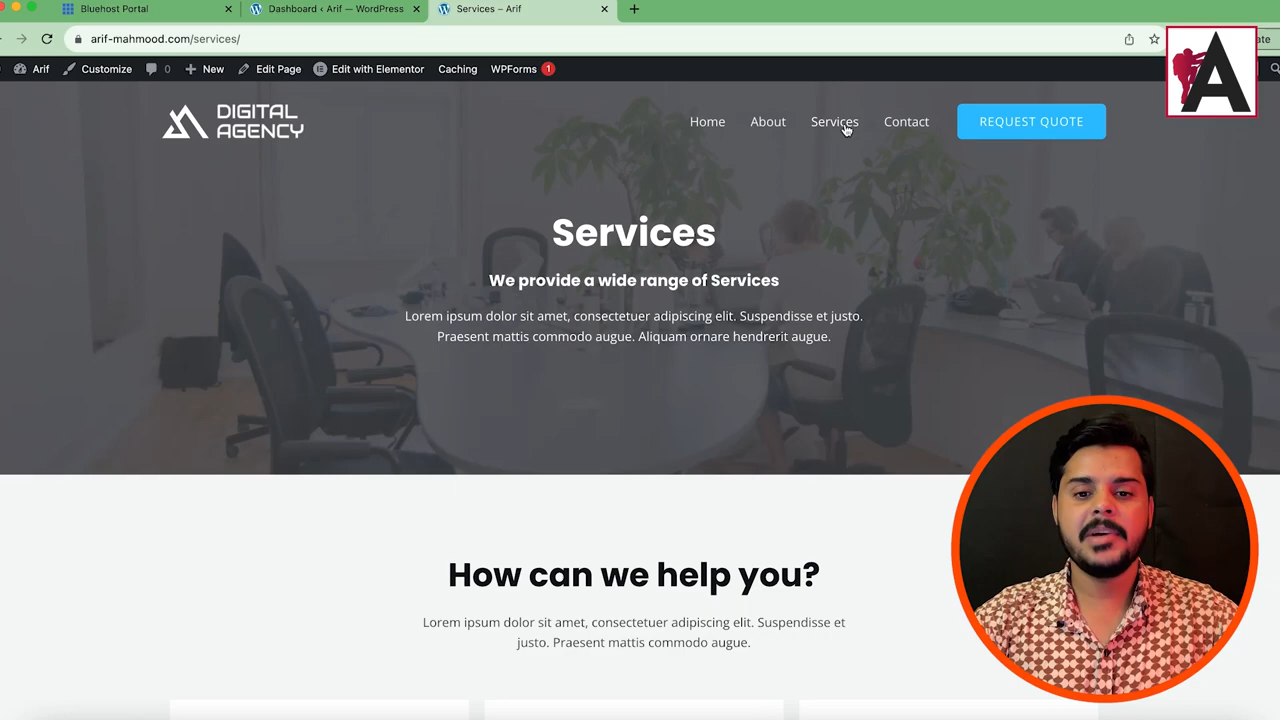 Bluehost Portal
Dashboard ‹ Arif — WordPress
Services – Arif
arif-mahmood.com/services/
A
Arif
Customize
0
New
Edit Page
Edit with Elementor
Caching
WPForms
1
DIGITAL
AGENCY
Home
About
Services
Contact
REQUEST QUOTE
Services
We provide a wide range of Services
Lorem ipsum dolor sit amet, consectetuer adipiscing elit. Suspendisse et justo.
Praesent mattis commodo augue. Aliquam ornare hendrerit augue.
How can we help you?
Lorem ipsum dolor sit amet, consectetuer adipiscing elit. Suspendisse et
justo. Praesent mattis commodo augue.